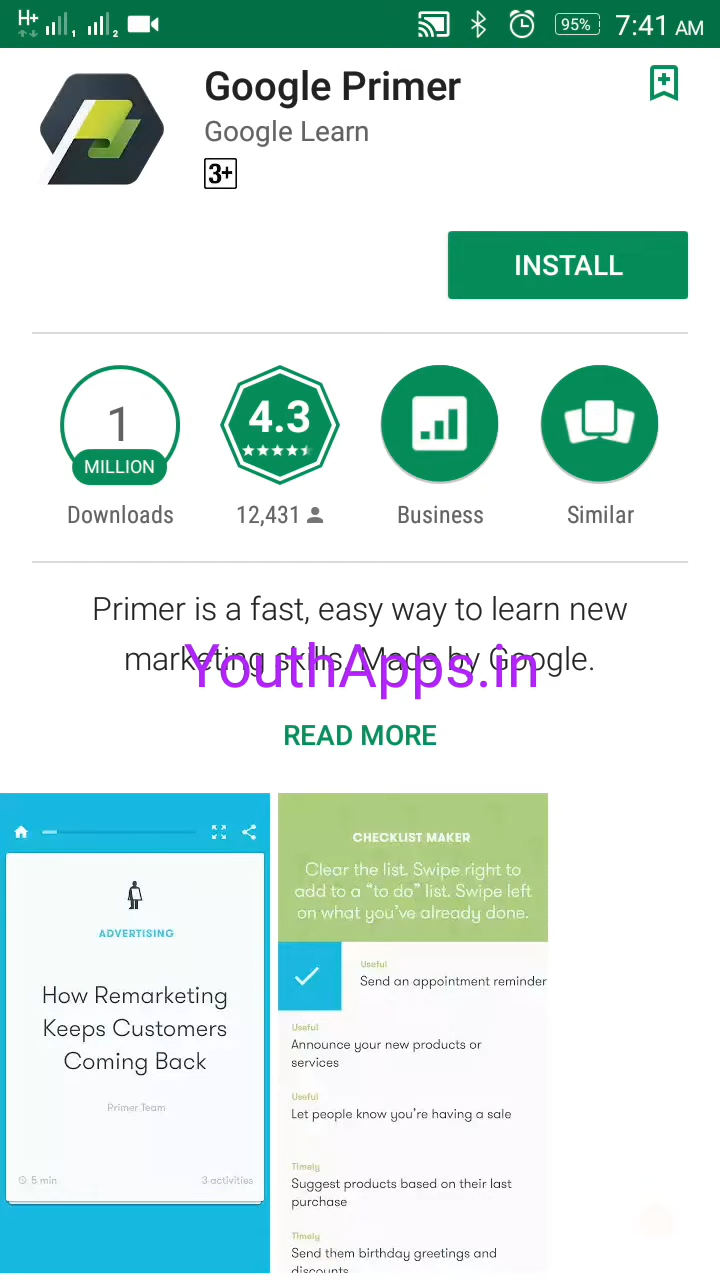 H+ 1 2 95% 7:41 AM
Google Primer
Google Learn
3+
INSTALL
1
MILLION
Downloads
4.3
12,431
Business
Similar
Primer is a fast, easy way to learn new
marketing skills. Made by Google.
YouthApps.in
READ MORE
ADVERTISING
How Remarketing
Keeps Customers
Coming Back
Primer Team
5 min
3 activities
CHECKLIST MAKER
Clear the list. Swipe right to
add to a “to do” list. Swipe left
on what you’ve already done.
Useful
Send an appointment reminder
Useful
Announce your new products or
services
Useful
Let people know you’re having a sale
Timely
Suggest products based on their last
purchase
Timely
Send them birthday greetings and
discounts